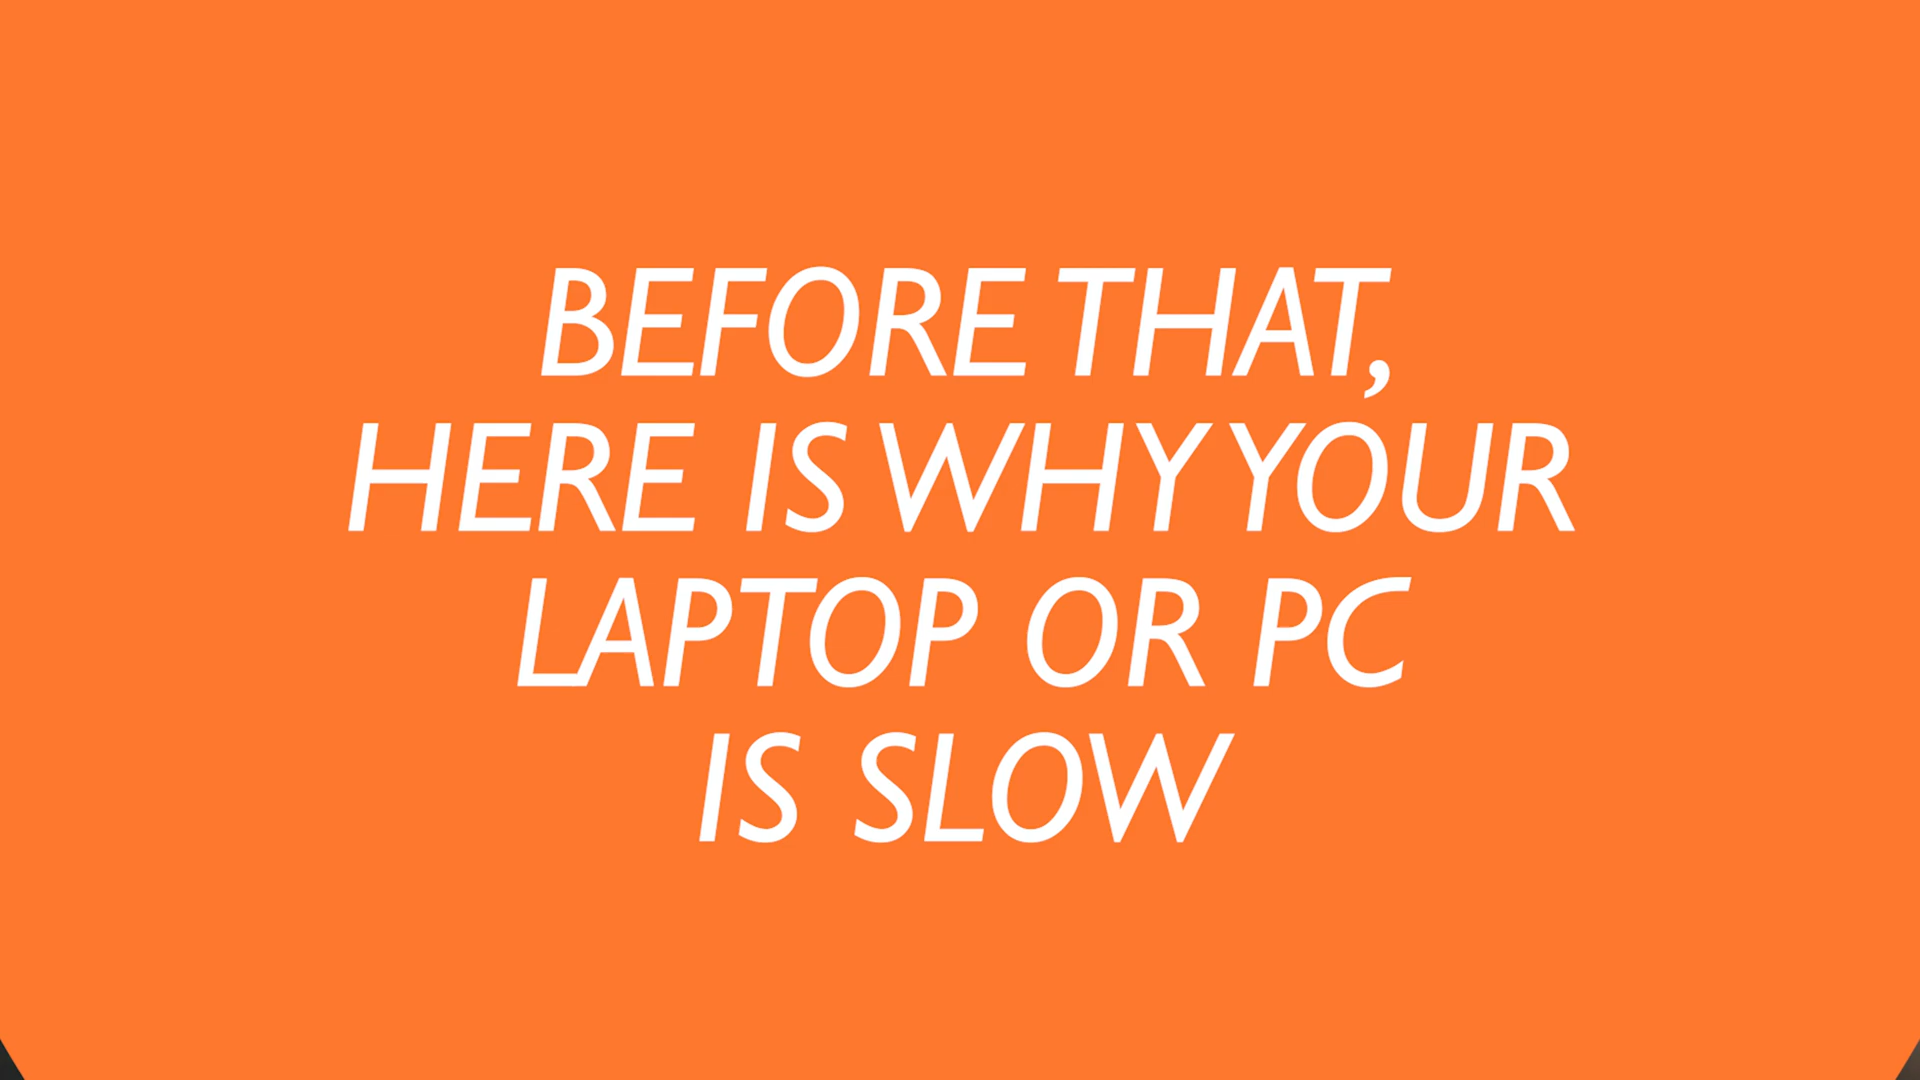 BEFORE THAT,
HERE IS WHY YOUR
LAPTOP OR PC
IS SLOW